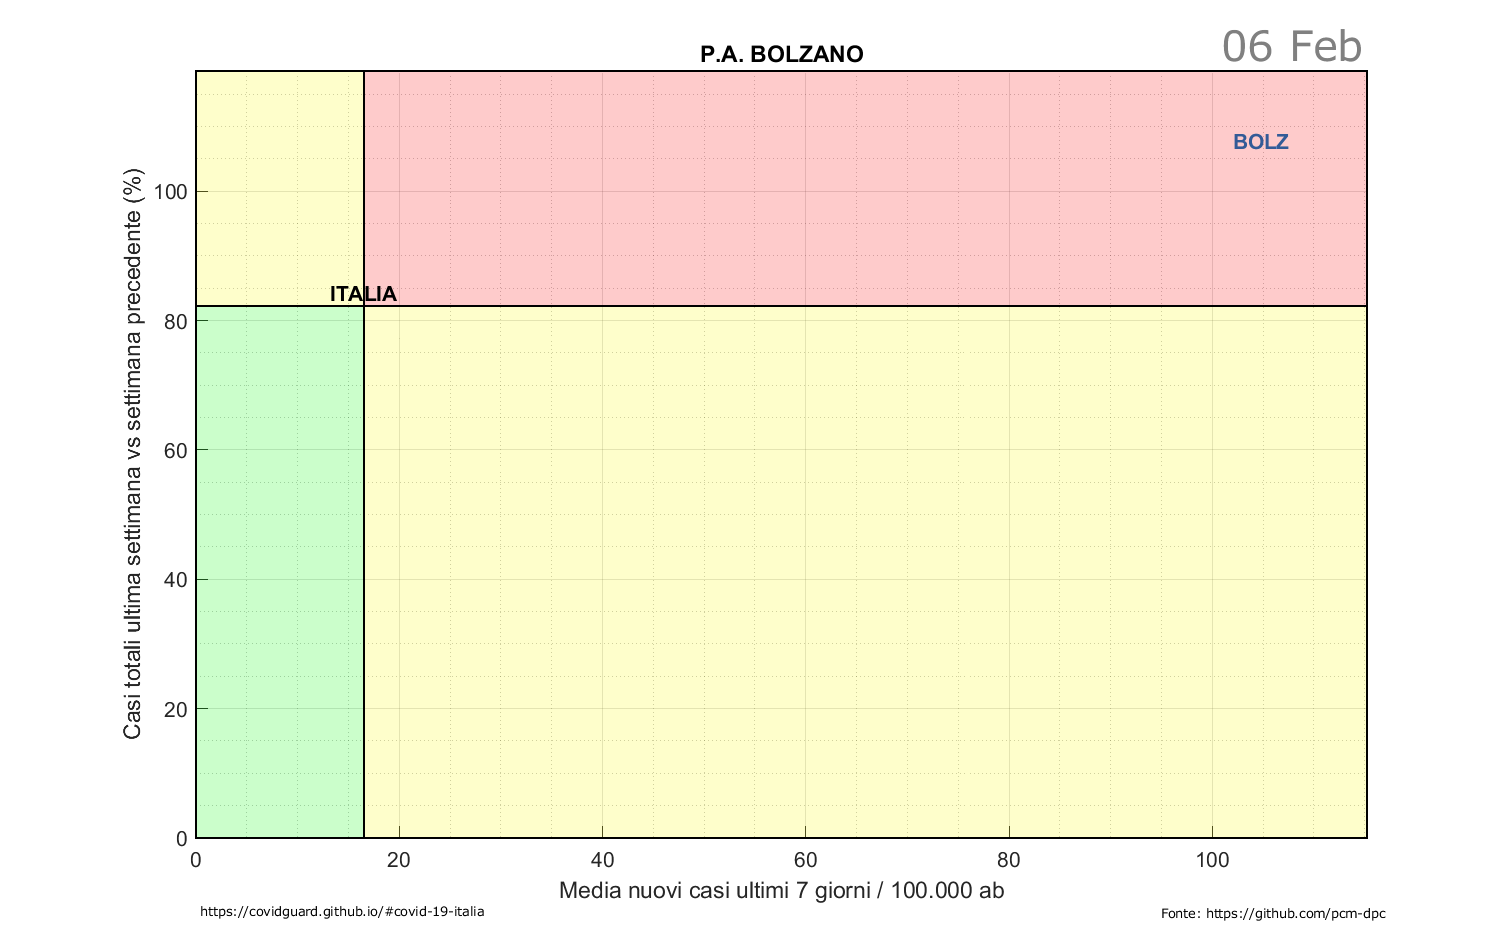 06 Feb
P.A. BOLZANO
BOLZ
ITALIA
Casi totali ultima settimana vs settimana precedente (%)
100
80
60
40
20
0
0 20 40 60 80 100
Media nuovi casi ultimi 7 giorni / 100.000 ab
https://covidguard.github.io/#covid-19-italia
Fonte: https://github.com/pcm-dpc